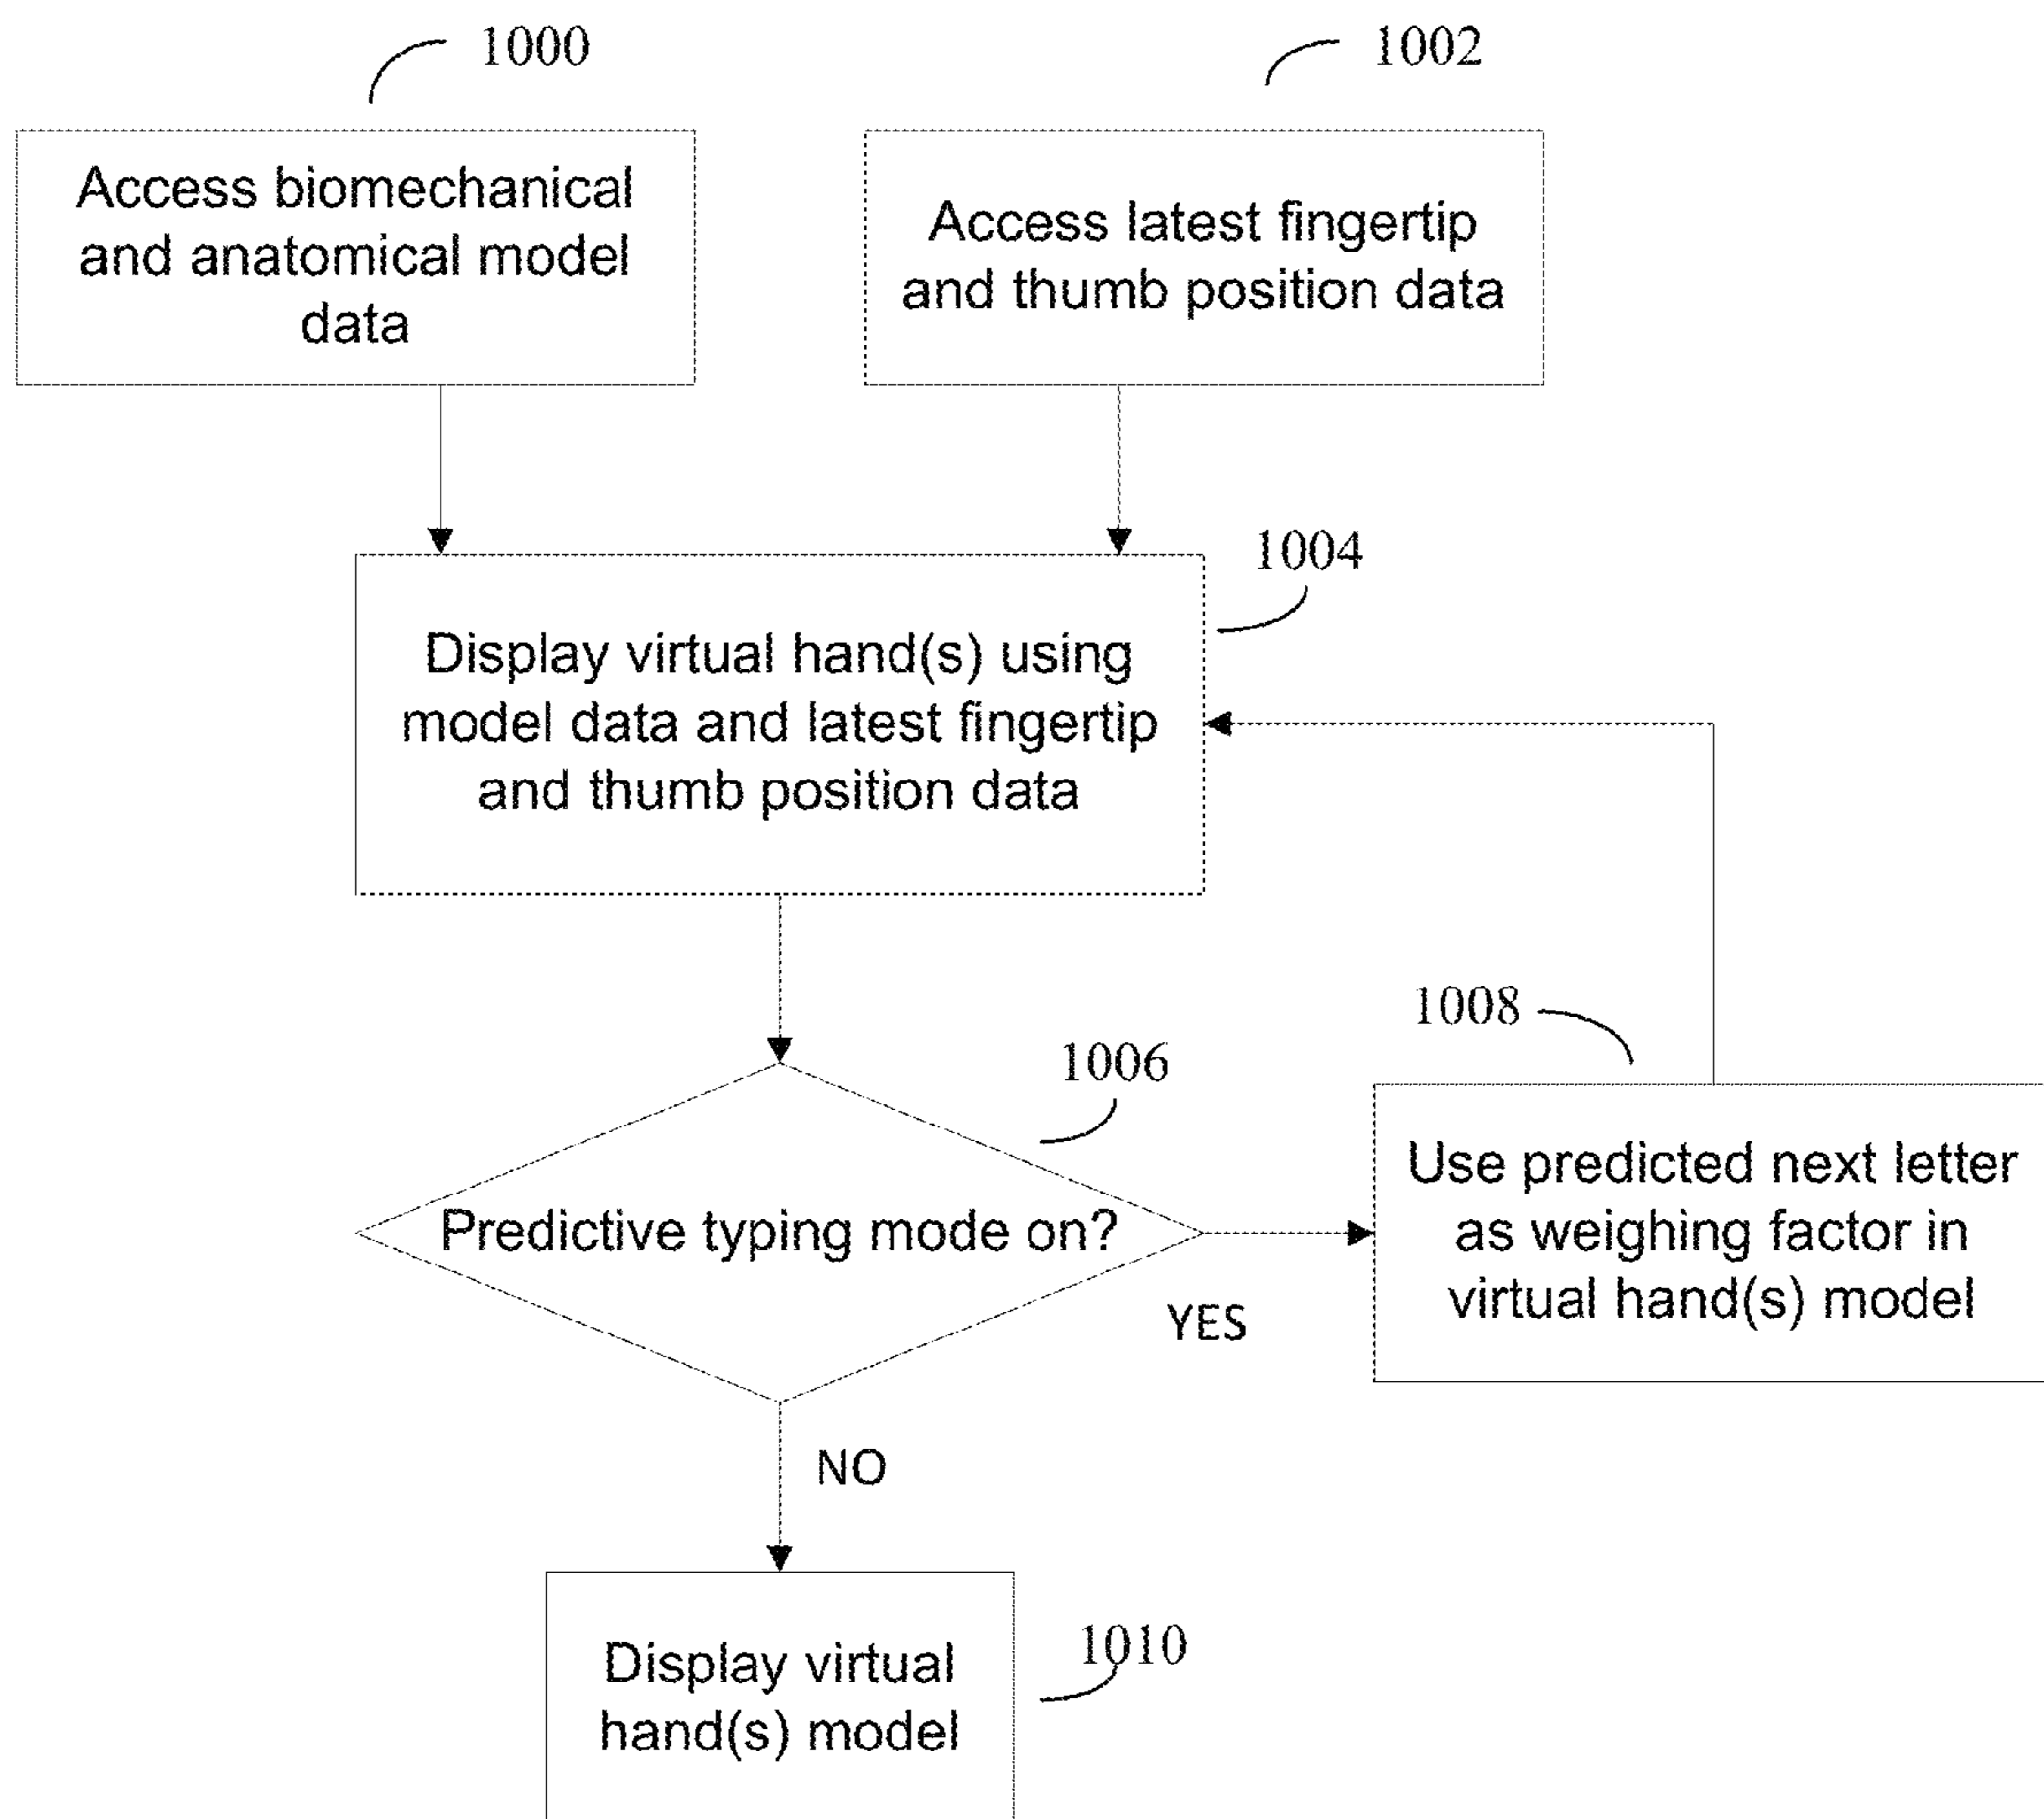 1000
1002
Access biomechanical
and anatomical model
data
Access latest fingertip
and thumb position data
1004
Display virtual hand(s) using
model data and latest fingertip
and thumb position data
1006
Predictive typing mode on?
1008
Use predicted next letter
as weighing factor in
virtual hand(s) model
YES
NO
1010
Display virtual
hand(s) model